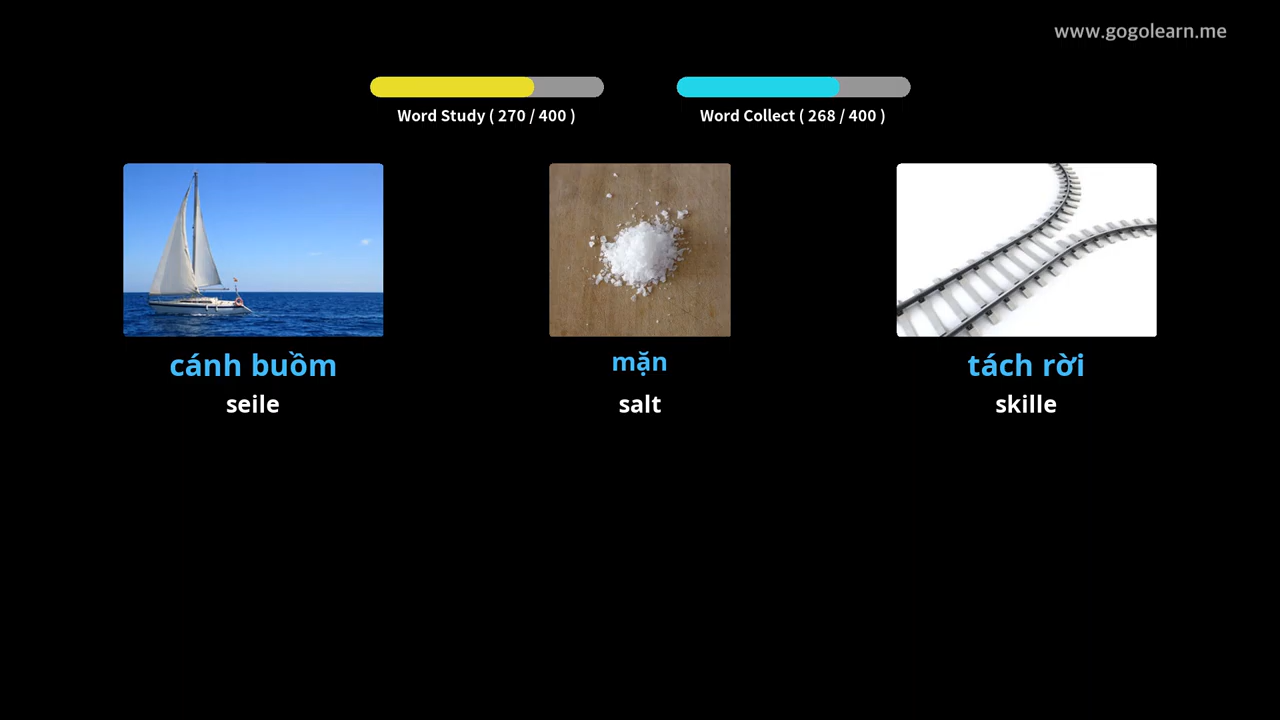 www.gogolearn.me
Word Study ( 270 / 400 )
Word Collect ( 268 / 400 )
cánh buồm
seile
mặn
salt
tách rời
skille